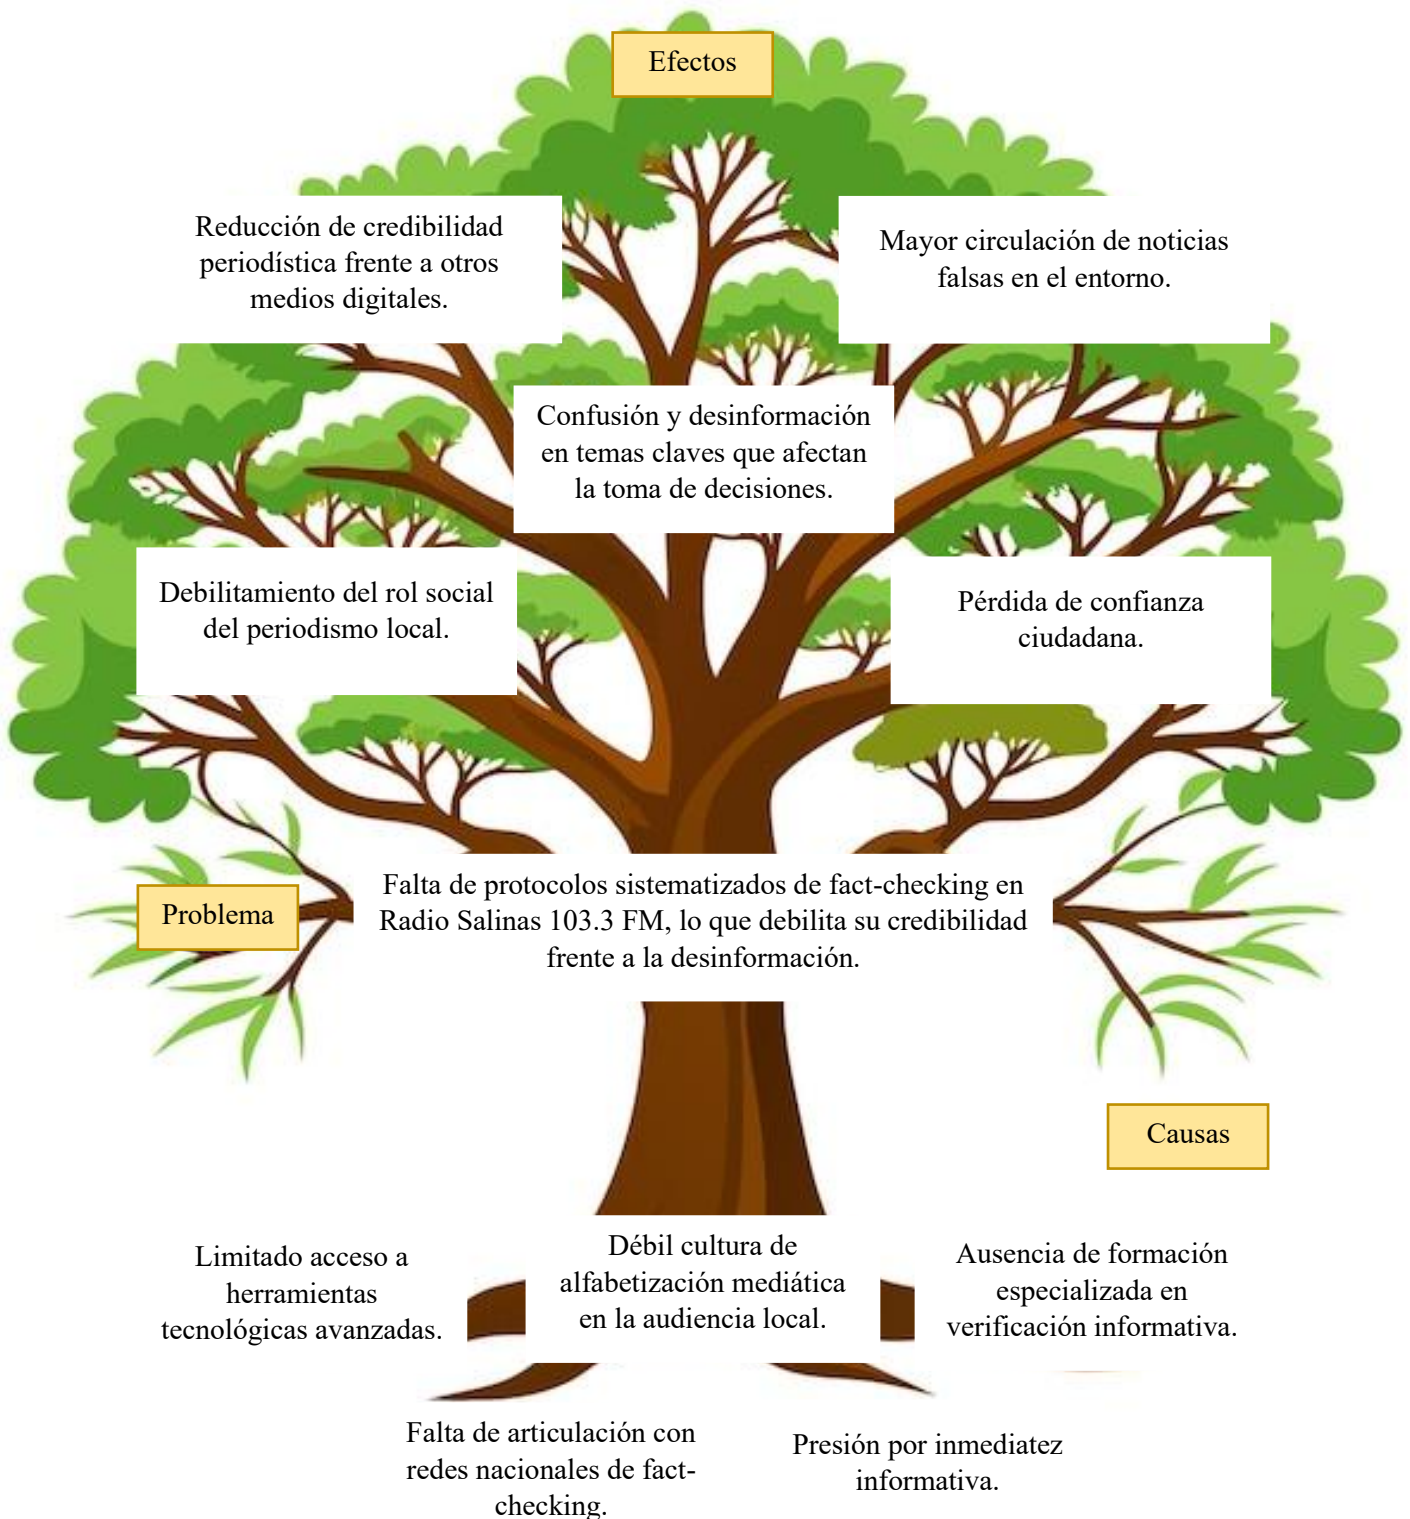 Efectos
Reducción de credibilidad
periodística frente a otros
medios digitales.
Mayor circulación de noticias
falsas en el entorno.
Confusión y desinformación
en temas claves que afectan
la toma de decisiones.
Debilitamiento del rol social
del periodismo local.
Pérdida de confianza
ciudadana.
Problema
Falta de protocolos sistematizados de fact-checking en
Radio Salinas 103.3 FM, lo que debilita su credibilidad
frente a la desinformación.
Causas
Limitado acceso a
herramientas
tecnológicas avanzadas.
Débil cultura de
alfabetización mediática
en la audiencia local.
Ausencia de formación
especializada en
verificación informativa.
Falta de articulación con
redes nacionales de fact-
checking.
Presión por inmediatez
informativa.